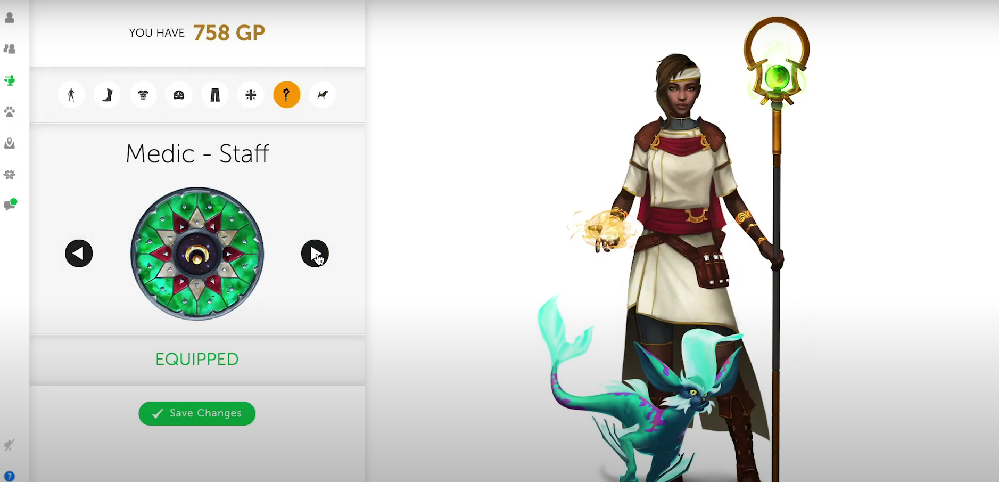 YOU HAVE 758 GP
Medic - Staff
EQUIPPED
Save Changes
?